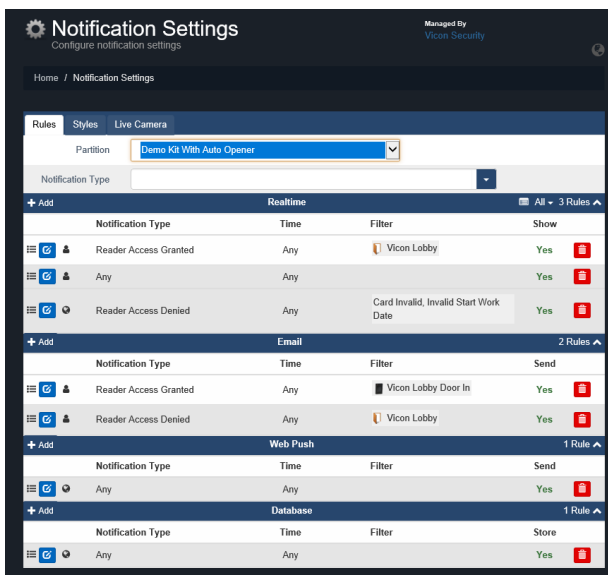 Notification Settings
Configure notification settings
Managed By
Vicon Security
Home / Notification Settings
Rules Styles Live Camera
Partition Demo Kit With Auto Opener
Notification Type
+ Add Realtime All 3 Rules
Notification Type Time Filter Show
Reader Access Granted Any Vicon Lobby Yes
Any Any Yes
Reader Access Denied Any Card Invalid, Invalid Start Work Yes
Date
+ Add Email 2 Rules
Notification Type Time Filter Send
Reader Access Granted Any Vicon Lobby Door In Yes
Reader Access Denied Any Vicon Lobby Yes
+ Add Web Push 1 Rule
Notification Type Time Filter Send
Any Any Yes
+ Add Database 1 Rule
Notification Type Time Filter Store
Any Any Yes